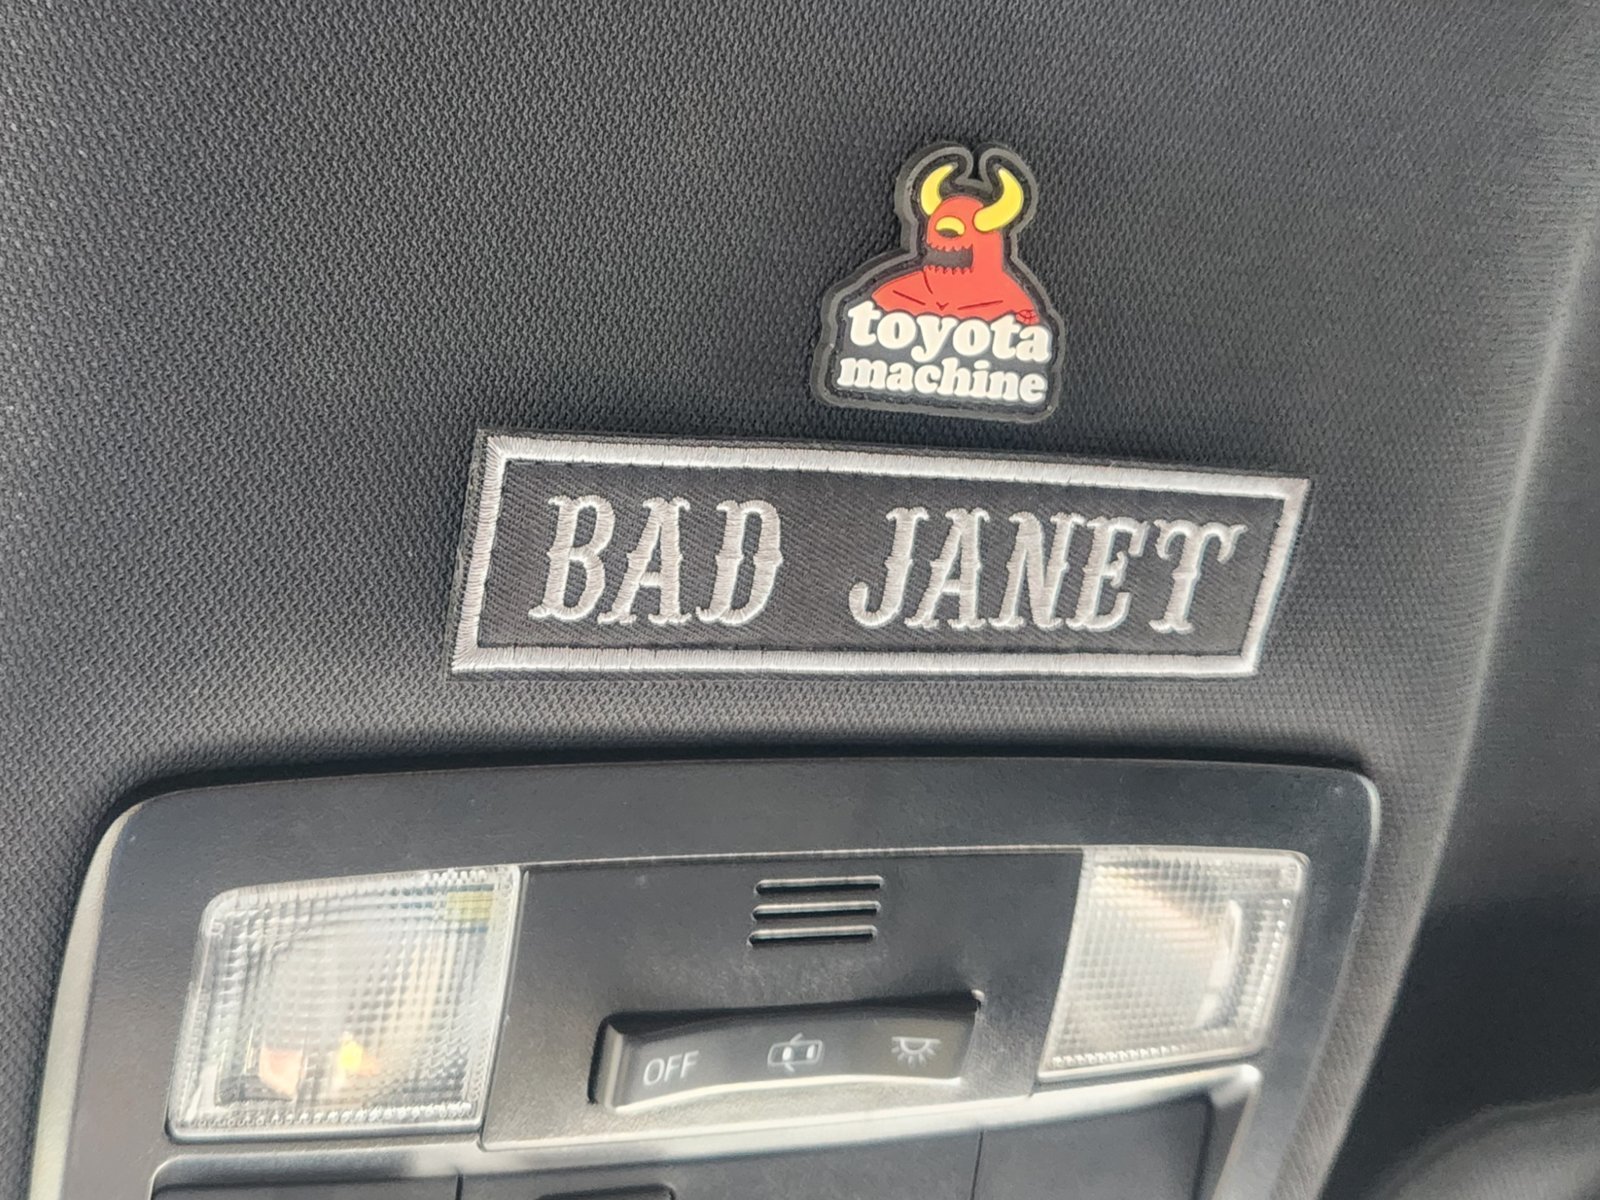 toyota
machine
BAD JANET
OFF